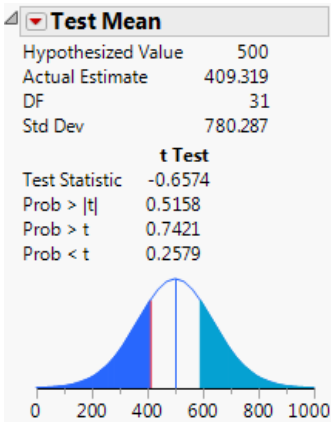 Test Mean
Hypothesized Value 500
Actual Estimate 409.319
DF 31
Std Dev 780.287
t Test
Test Statistic -0.6574
Prob > |t| 0.5158
Prob > t 0.7421
Prob < t 0.2579
0 200 400 600 800 1000